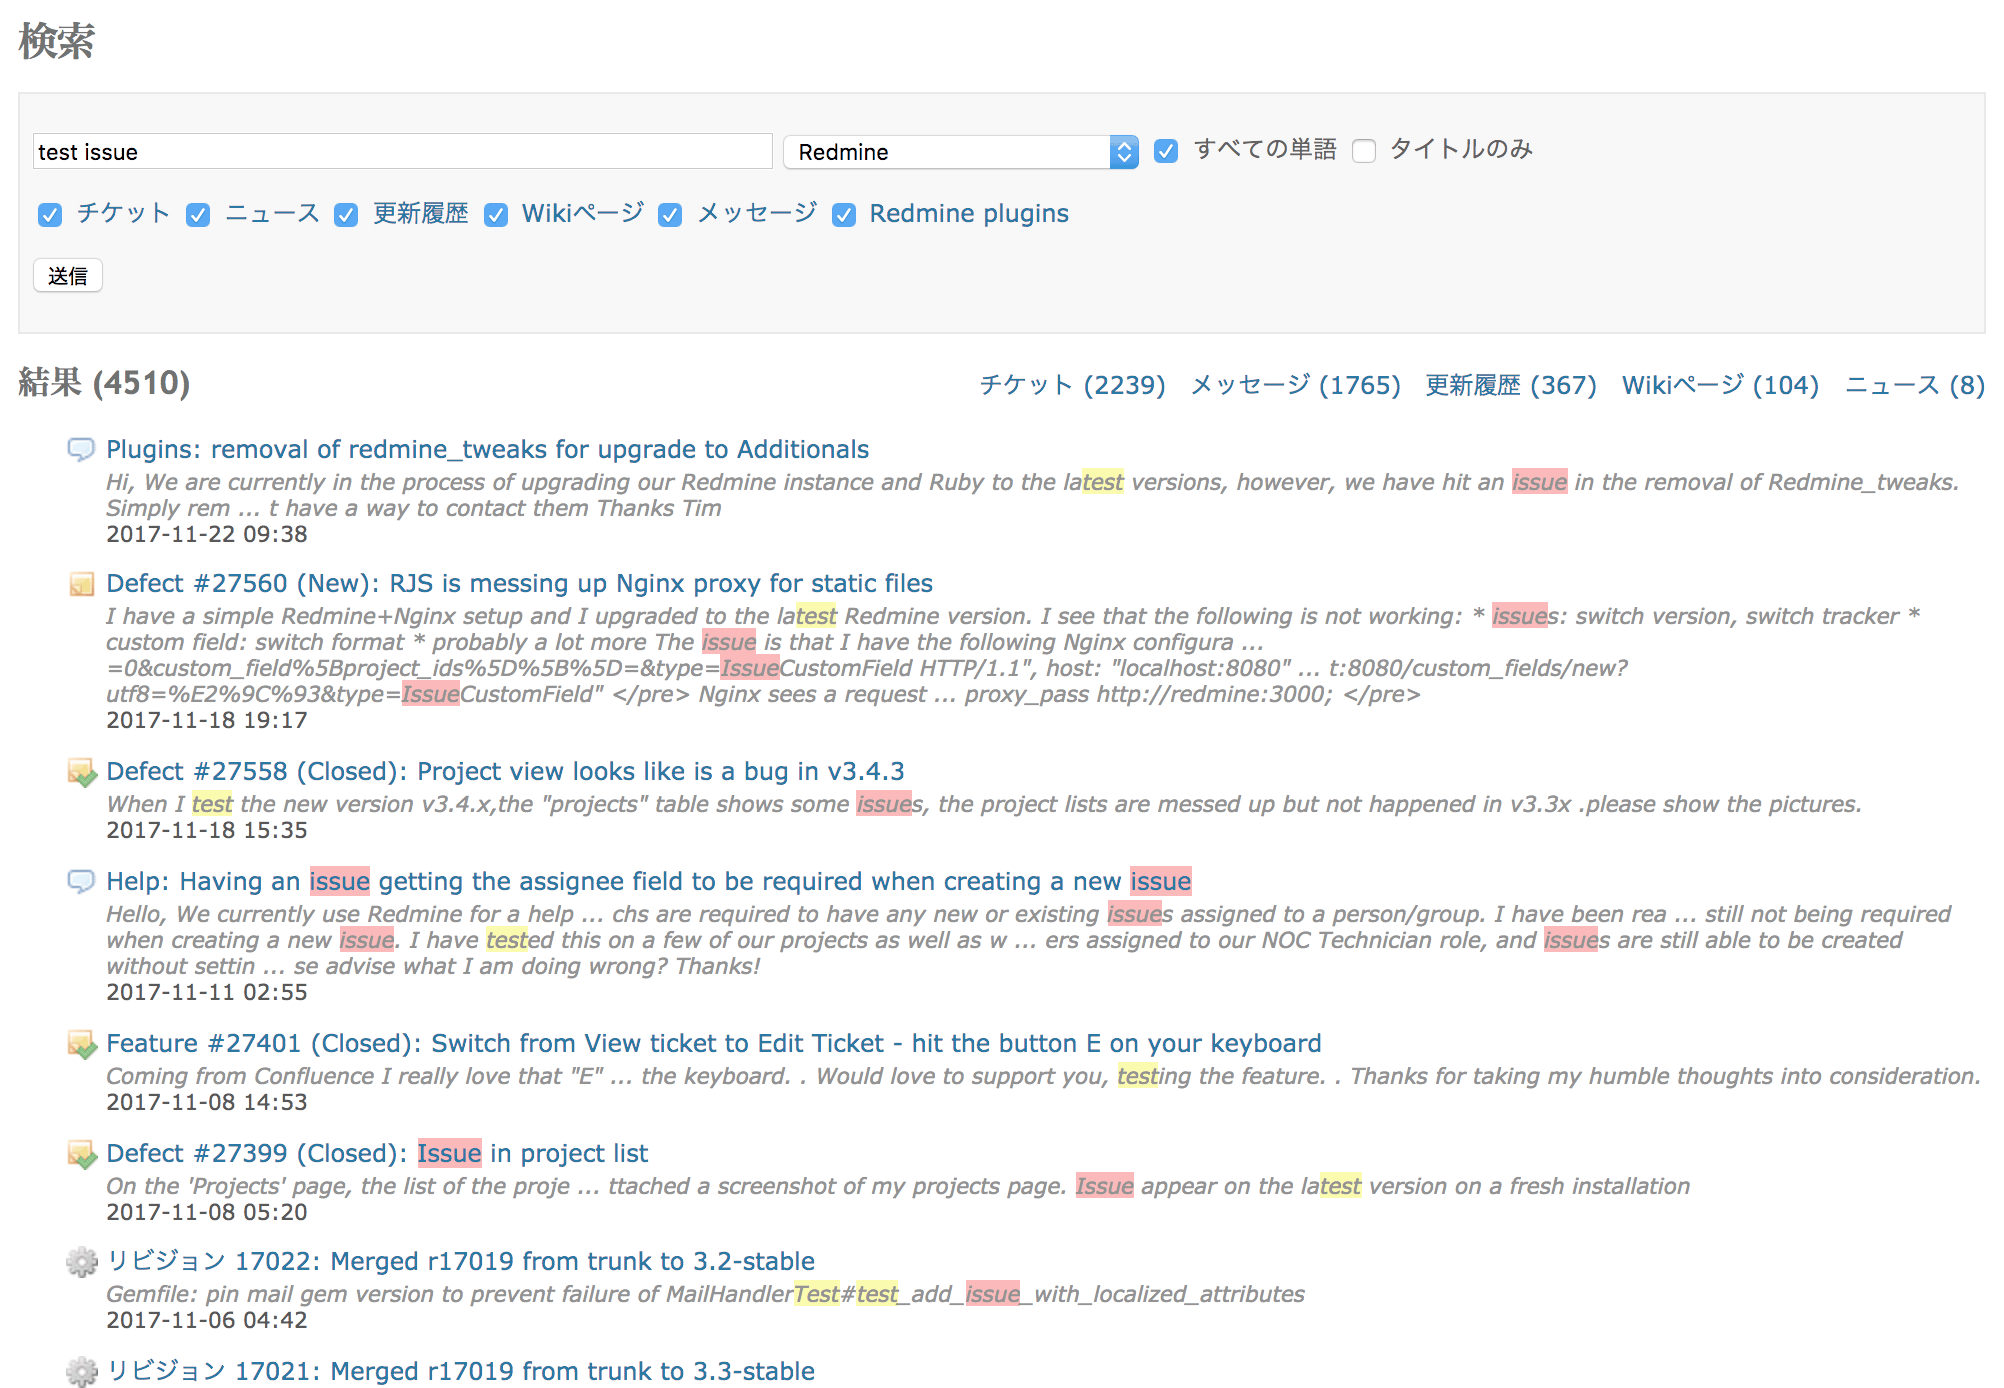 検索
test issue Redmine すべての単語 タイトルのみ
チケット ニュース 更新履歴 Wikiページ メッセージ Redmine plugins
送信
結果 (4510) チケット (2239) メッセージ (1765) 更新履歴 (367) Wikiページ (104) ニュース (8)
Plugins: removal of redmine_tweaks for upgrade to Additionals
Hi, We are currently in the process of upgrading our Redmine instance and Ruby to the latest versions, however, we have hit an issue in the removal of Redmine_tweaks.
Simply rem ... t have a way to contact them Thanks Tim
2017-11-22 09:38
Defect #27560 (New): RJS is messing up Nginx proxy for static files
I have a simple Redmine+Nginx setup and I upgraded to the latest Redmine version. I see that the following is not working: * issues: switch version, switch tracker *
custom field: switch format * probably a lot more The issue is that I have the following Nginx configura ...
=0&custom_field%5Bproject_ids%5D%5B%5D=&type=IssueCustomField HTTP/1.1", host: "localhost:8080" ... t:8080/custom_fields/new?
utf8=%E2%9C%93&type=IssueCustomField" </pre> Nginx sees a request ... proxy_pass http://redmine:3000; </pre>
2017-11-18 19:17
Defect #27558 (Closed): Project view looks like is a bug in v3.4.3
When I test the new version v3.4.x,the "projects" table shows some issues, the project lists are messed up but not happened in v3.3x .please show the pictures.
2017-11-18 15:35
Help: Having an issue getting the assignee field to be required when creating a new issue
Hello, We currently use Redmine for a help ... chs are required to have any new or existing issues assigned to a person/group. I have been rea ... still not being required
when creating a new issue. I have tested this on a few of our projects as well as w ... ers assigned to our NOC Technician role, and issues are still able to be created
without settin ... se advise what I am doing wrong? Thanks!
2017-11-11 02:55
Feature #27401 (Closed): Switch from View ticket to Edit Ticket - hit the button E on your keyboard
Coming from Confluence I really love that "E" ... the keyboard. . Would love to support you, testing the feature. . Thanks for taking my humble thoughts into consideration.
2017-11-08 14:53
Defect #27399 (Closed): Issue in project list
On the 'Projects' page, the list of the proje ... ttached a screenshot of my projects page. Issue appear on the latest version on a fresh installation
2017-11-08 05:20
リビジョン 17022: Merged r17019 from trunk to 3.2-stable
Gemfile: pin mail gem version to prevent failure of MailHandlerTest#test_add_issue_with_localized_attributes
2017-11-06 04:42
リビジョン 17021: Merged r17019 from trunk to 3.3-stable